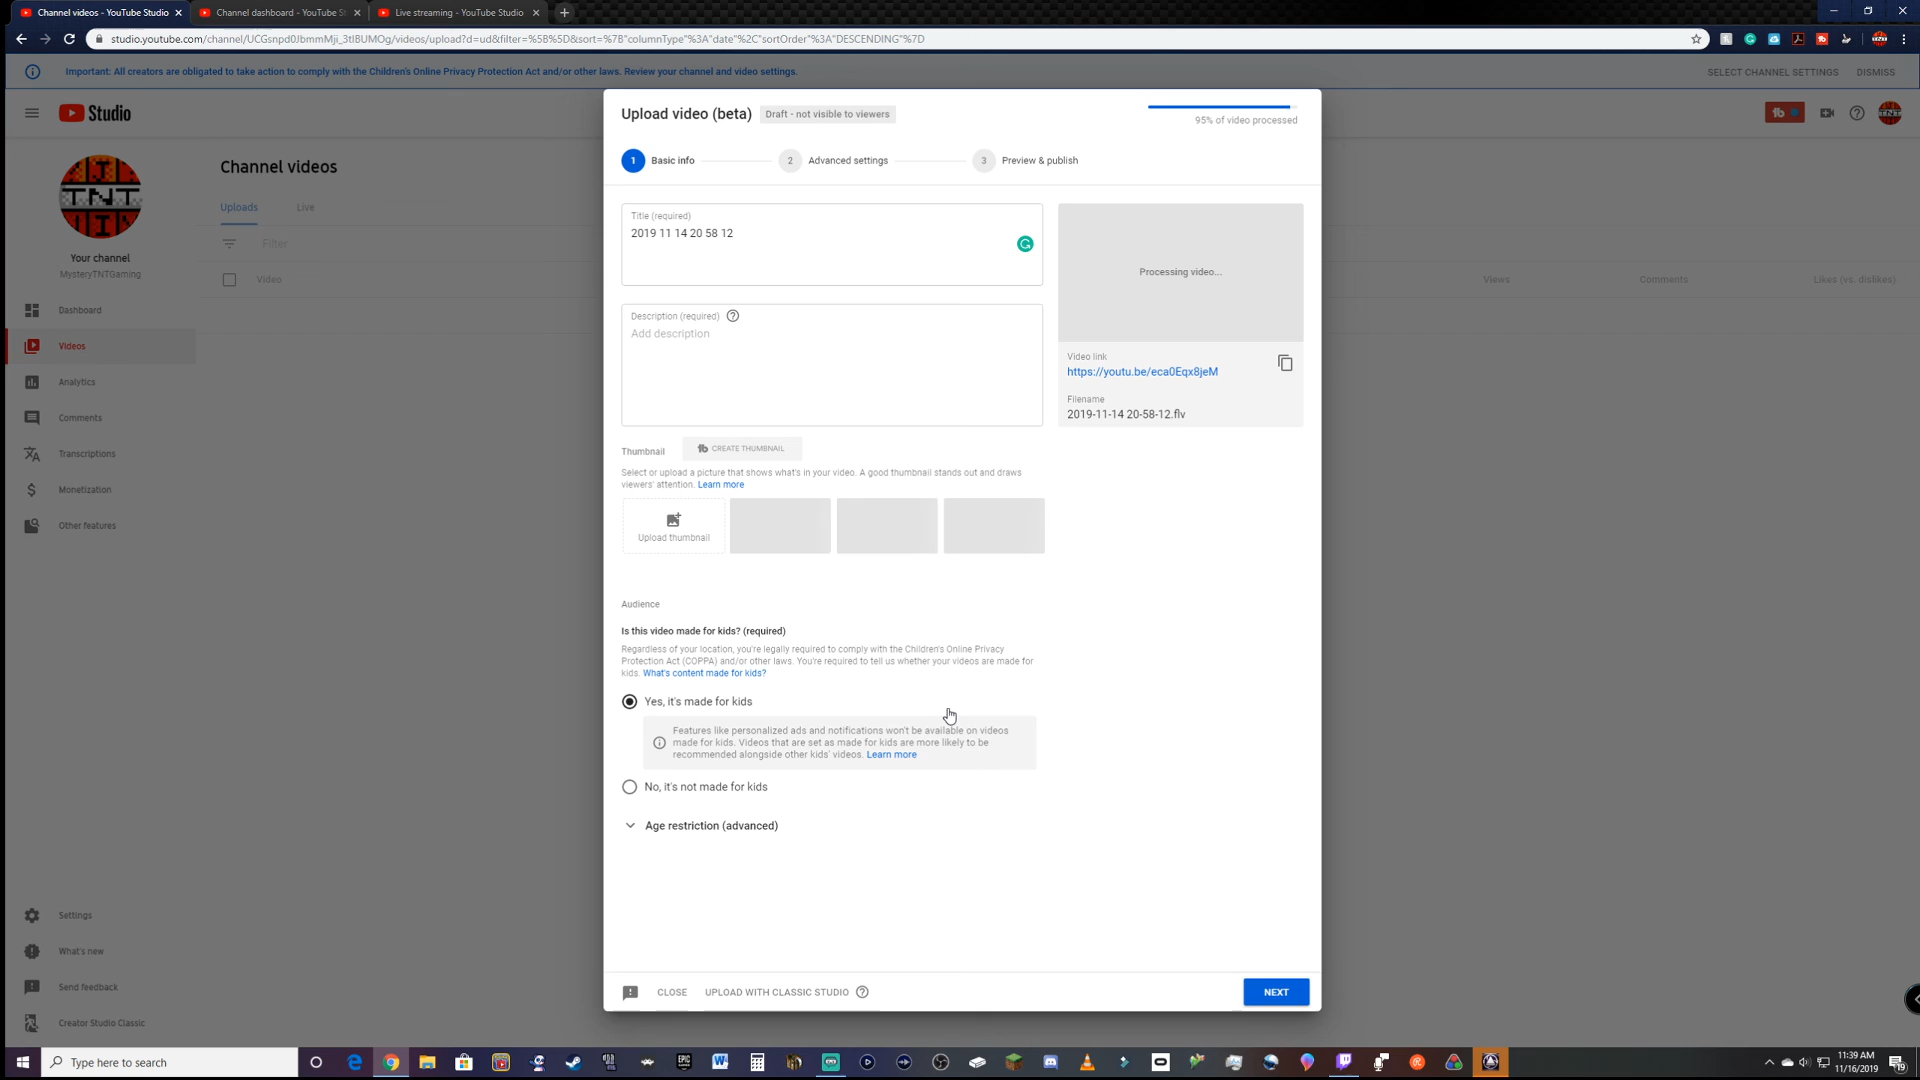 Channel videos - YouTube Studio
Channel dashboard - YouTube St
Live streaming - YouTube Studio
studio.youtube.com/channel/UCGsnpd0JbmmMji_3tIBUMOg/videos/upload?d=ud&filter=%5B%5D&sort=%7B"columnType"%3A"date"%2C"sortOrder"%3A"DESCENDING"%7D
Important: All creators are obligated to take action to comply with the Children's Online Privacy Protection Act and/or other laws. Review your channel and video settings.
SELECT CHANNEL SETTINGS
DISMISS
Studio
TNT
Your channel
MysteryTNTGaming
Dashboard
Videos
Analytics
Comments
Transcriptions
Monetization
Other features
Settings
What's new
Send feedback
Creator Studio Classic
Channel videos
Uploads
Live
Filter
Video
Views
Comments
Likes (vs. dislikes)
Upload video (beta)
Draft - not visible to viewers
95% of video processed
1 Basic info
2 Advanced settings
3 Preview & publish
Title (required)
2019 11 14 20 58 12
Description (required)
Add description
Processing video...
Video link
https://youtu.be/eca0Eqx8jeM
Filename
2019-11-14 20-58-12.flv
Thumbnail
CREATE THUMBNAIL
Select or upload a picture that shows what's in your video. A good thumbnail stands out and draws
viewers' attention. Learn more
Upload thumbnail
Audience
Is this video made for kids? (required)
Regardless of your location, you're legally required to comply with the Children's Online Privacy
Protection Act (COPPA) and/or other laws. You're required to tell us whether your videos are made for
kids. What's content made for kids?
Yes, it's made for kids
Features like personalized ads and notifications won't be available on videos
made for kids. Videos that are set as made for kids are more likely to be
recommended alongside other kids' videos. Learn more
No, it's not made for kids
Age restriction (advanced)
CLOSE
UPLOAD WITH CLASSIC STUDIO
NEXT
Type here to search
11:39 AM
11/16/2019